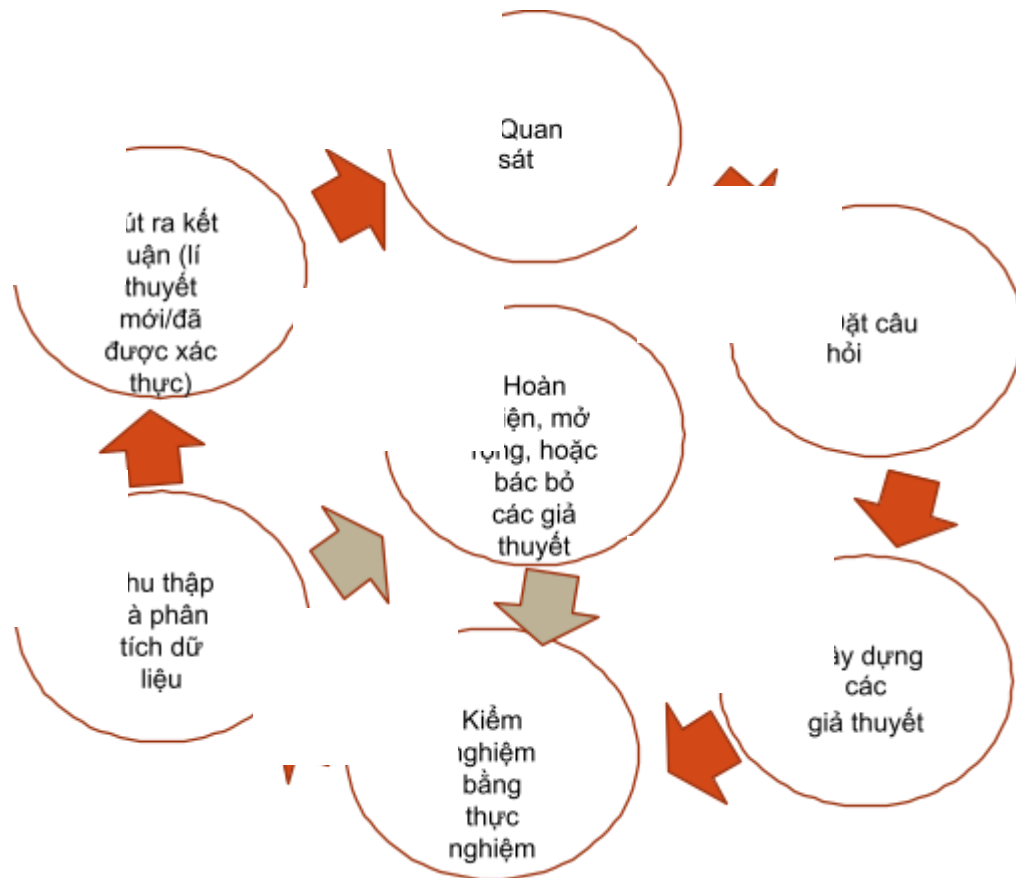 Quan
sát
ặt câu
hỏi
ây dựng
các
giả thuyết
Kiểm
nghiệm
bằng
thực
nghiệm
hu thập
à phân
tích dữ
liệu
út ra kết
uận (lí
thuyết
mới/đã
được xác
thực)
Hoàn
iện, mở
rộng, hoặc
bác bỏ
các giả
thuyết